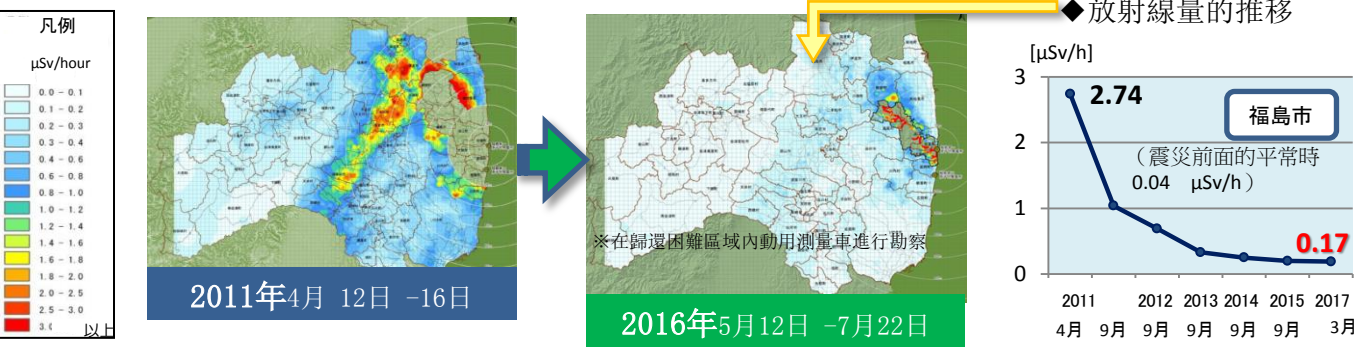 凡例
μSv/hour
0.0 - 0.1
0.1 - 0.2
0.2 - 0.3
0.3 - 0.4
0.4 - 0.6
0.6 - 0.8
0.8 - 1.0
1.0 - 1.2
1.2 - 1.4
1.4 - 1.6
1.6 - 1.8
1.8 - 2.0
2.0 - 2.5
2.5 - 3.0
3.0 以上
2011年4月 12日 -16日
※在歸還困難區域內動用測量車進行勘察
2016年5月12日 -7月22日
◆放射線量的推移
[μSv/h]
3
2
1
0
2.74
福島市
(震災前面的平常時
0.04 μSv/h)
0.17
2011 2012 2013 2014 2015 2017
4月 9月 9月 9月 9月 9月 3月